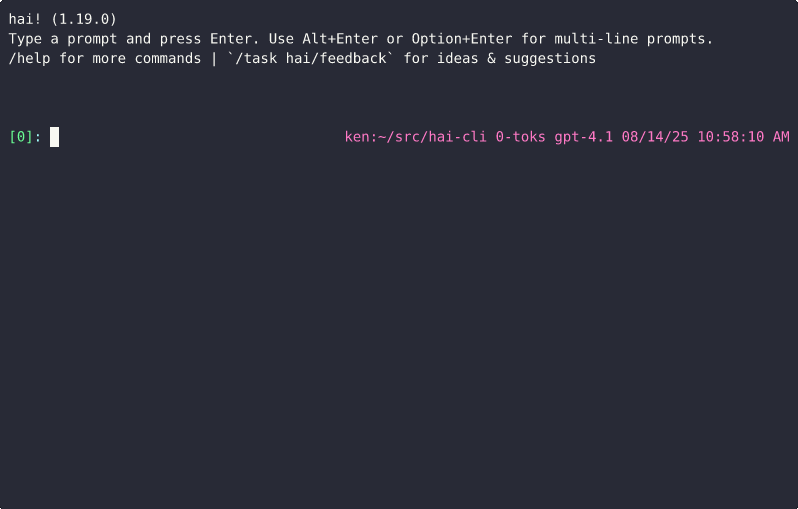 hai! (1.19.0)
Type a prompt and press Enter. Use Alt+Enter or Option+Enter for multi-line prompts.
/help for more commands | `/task hai/feedback` for ideas & suggestions
[0]: ken:~/src/hai-cli 0-toks gpt-4.1 08/14/25 10:58:10 AM